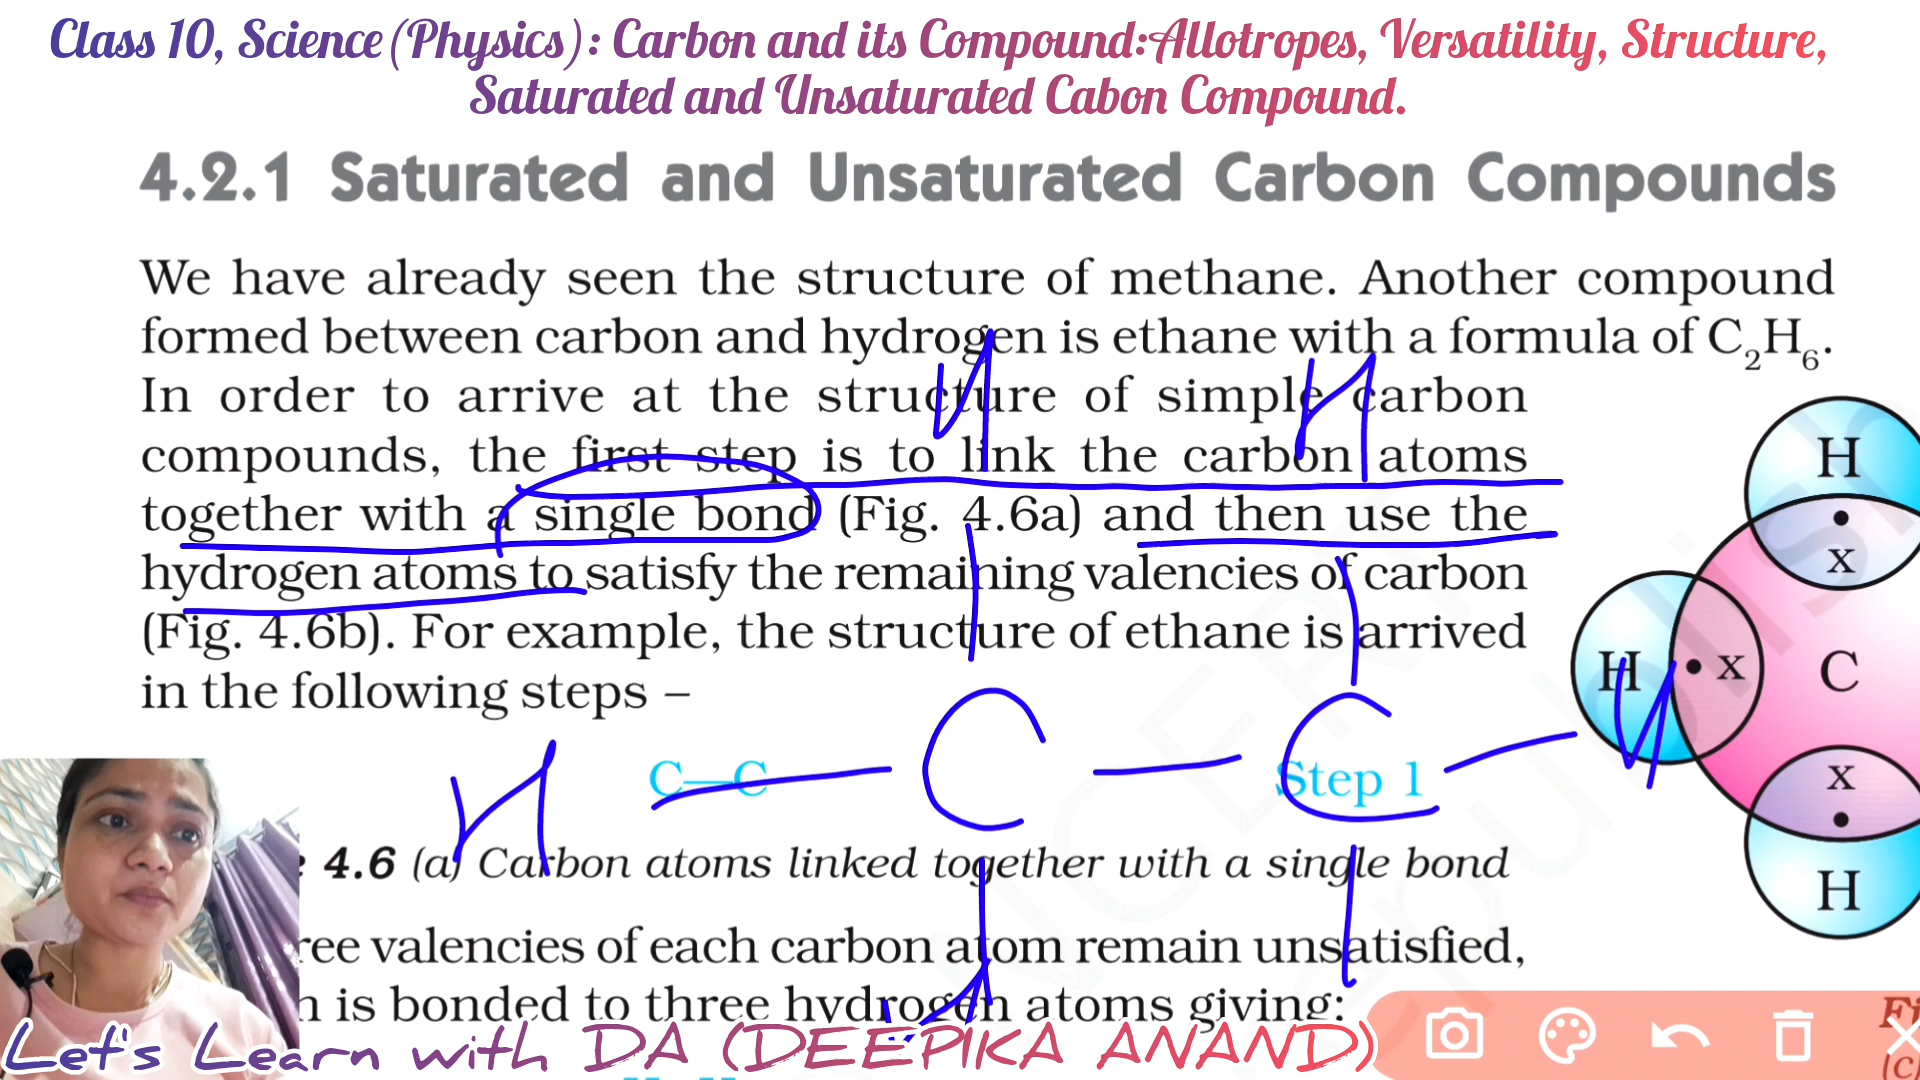 Class 10, Science(Physics): Carbon and its Compound:Allotropes, Versatility, Structure,
Saturated and Unsaturated Cabon Compound.
4.2.1 Saturated and Unsaturated Carbon Compounds
We have already seen the structure of methane. Another compound
formed between carbon and hydrogen is ethane with a formula of C₂H₆.
In order to arrive at the structure of simple carbon
compounds, the first step is to link the carbon atoms
together with a single bond (Fig. 4.6a) and then use the
hydrogen atoms to satisfy the remaining valencies of carbon
(Fig. 4.6b). For example, the structure of ethane is arrived
in the following steps –
H H
H C C H
H
C—C Step 1
4.6 (a) Carbon atoms linked together with a single bond
ree valencies of each carbon atom remain unsatisfied,
is bonded to three hydrogen atoms giving:
H
x
H x C
x
H
Let's Learn with DA (DEEPIKA ANAND)